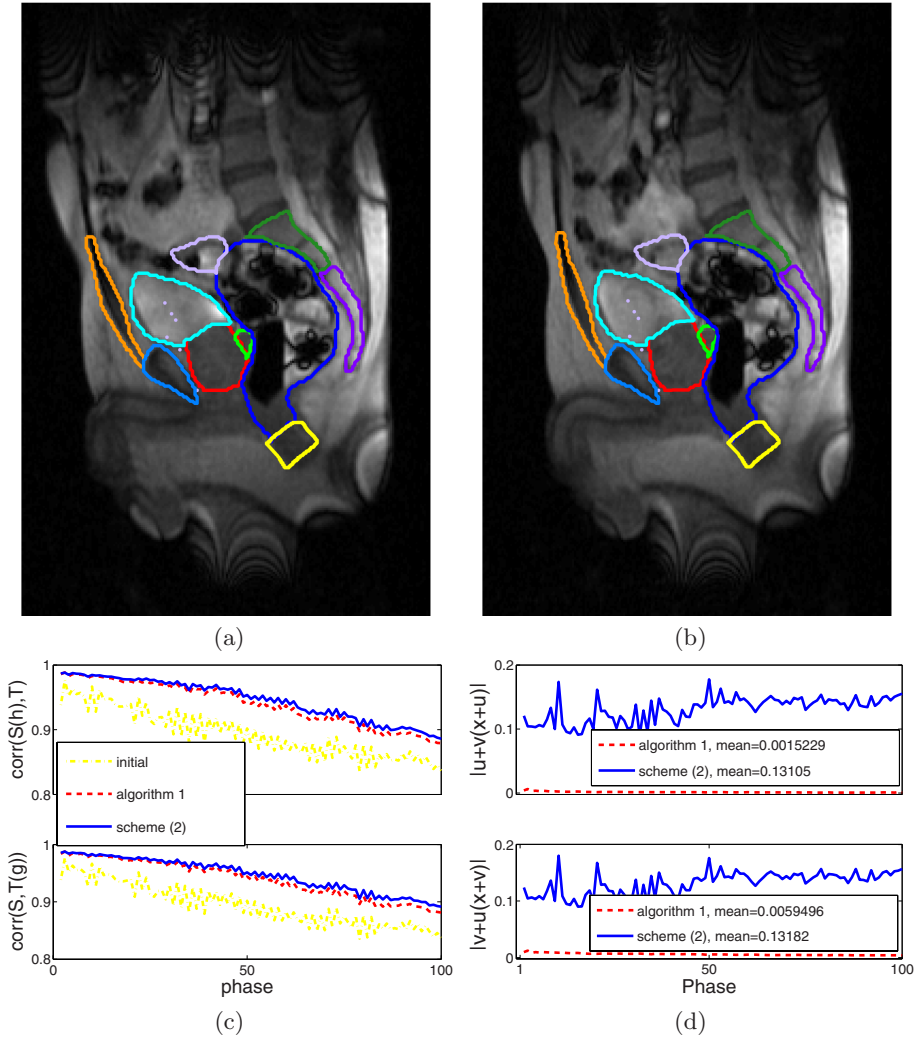 (a)
(b)
1
0.9
0.8
corr(S(h),T)
initial
algorithm 1
scheme (2)
1
0.9
0.8
corr(S,T(g))
0
50
100
phase
(c)
0.2
0.1
0
|u+v(x+u)|
algorithm 1, mean=0.0015229
scheme (2), mean=0.13105
0.2
0.1
0
|v+u(x+v)|
algorithm 1, mean=0.0059496
scheme (2), mean=0.13182
1
50
100
Phase
(d)